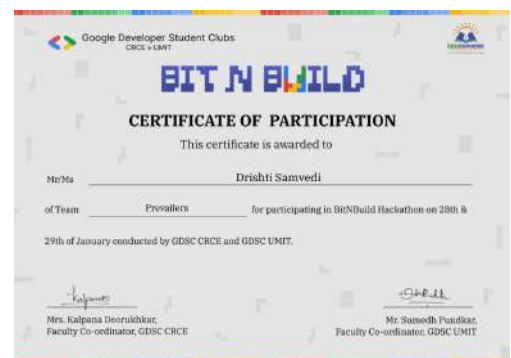 Google Developer Student Clubs
CRCE x UMIT
BIT N BUILD
CERTIFICATE OF PARTICIPATION
This certificate is awarded to
Mr/Ms Drishti Samvedi
of Team Prevailers for participating in BitNBuild Hackathon on 28th &
29th of January conducted by GDSC CRCE and GDSC UMIT.
Mrs. Kalpana Deorukhkar,
Faculty Co-ordinator, GDSC CRCE
Mr. Sumedh Pundkar,
Faculty Co-ordinator, GDSC UMIT